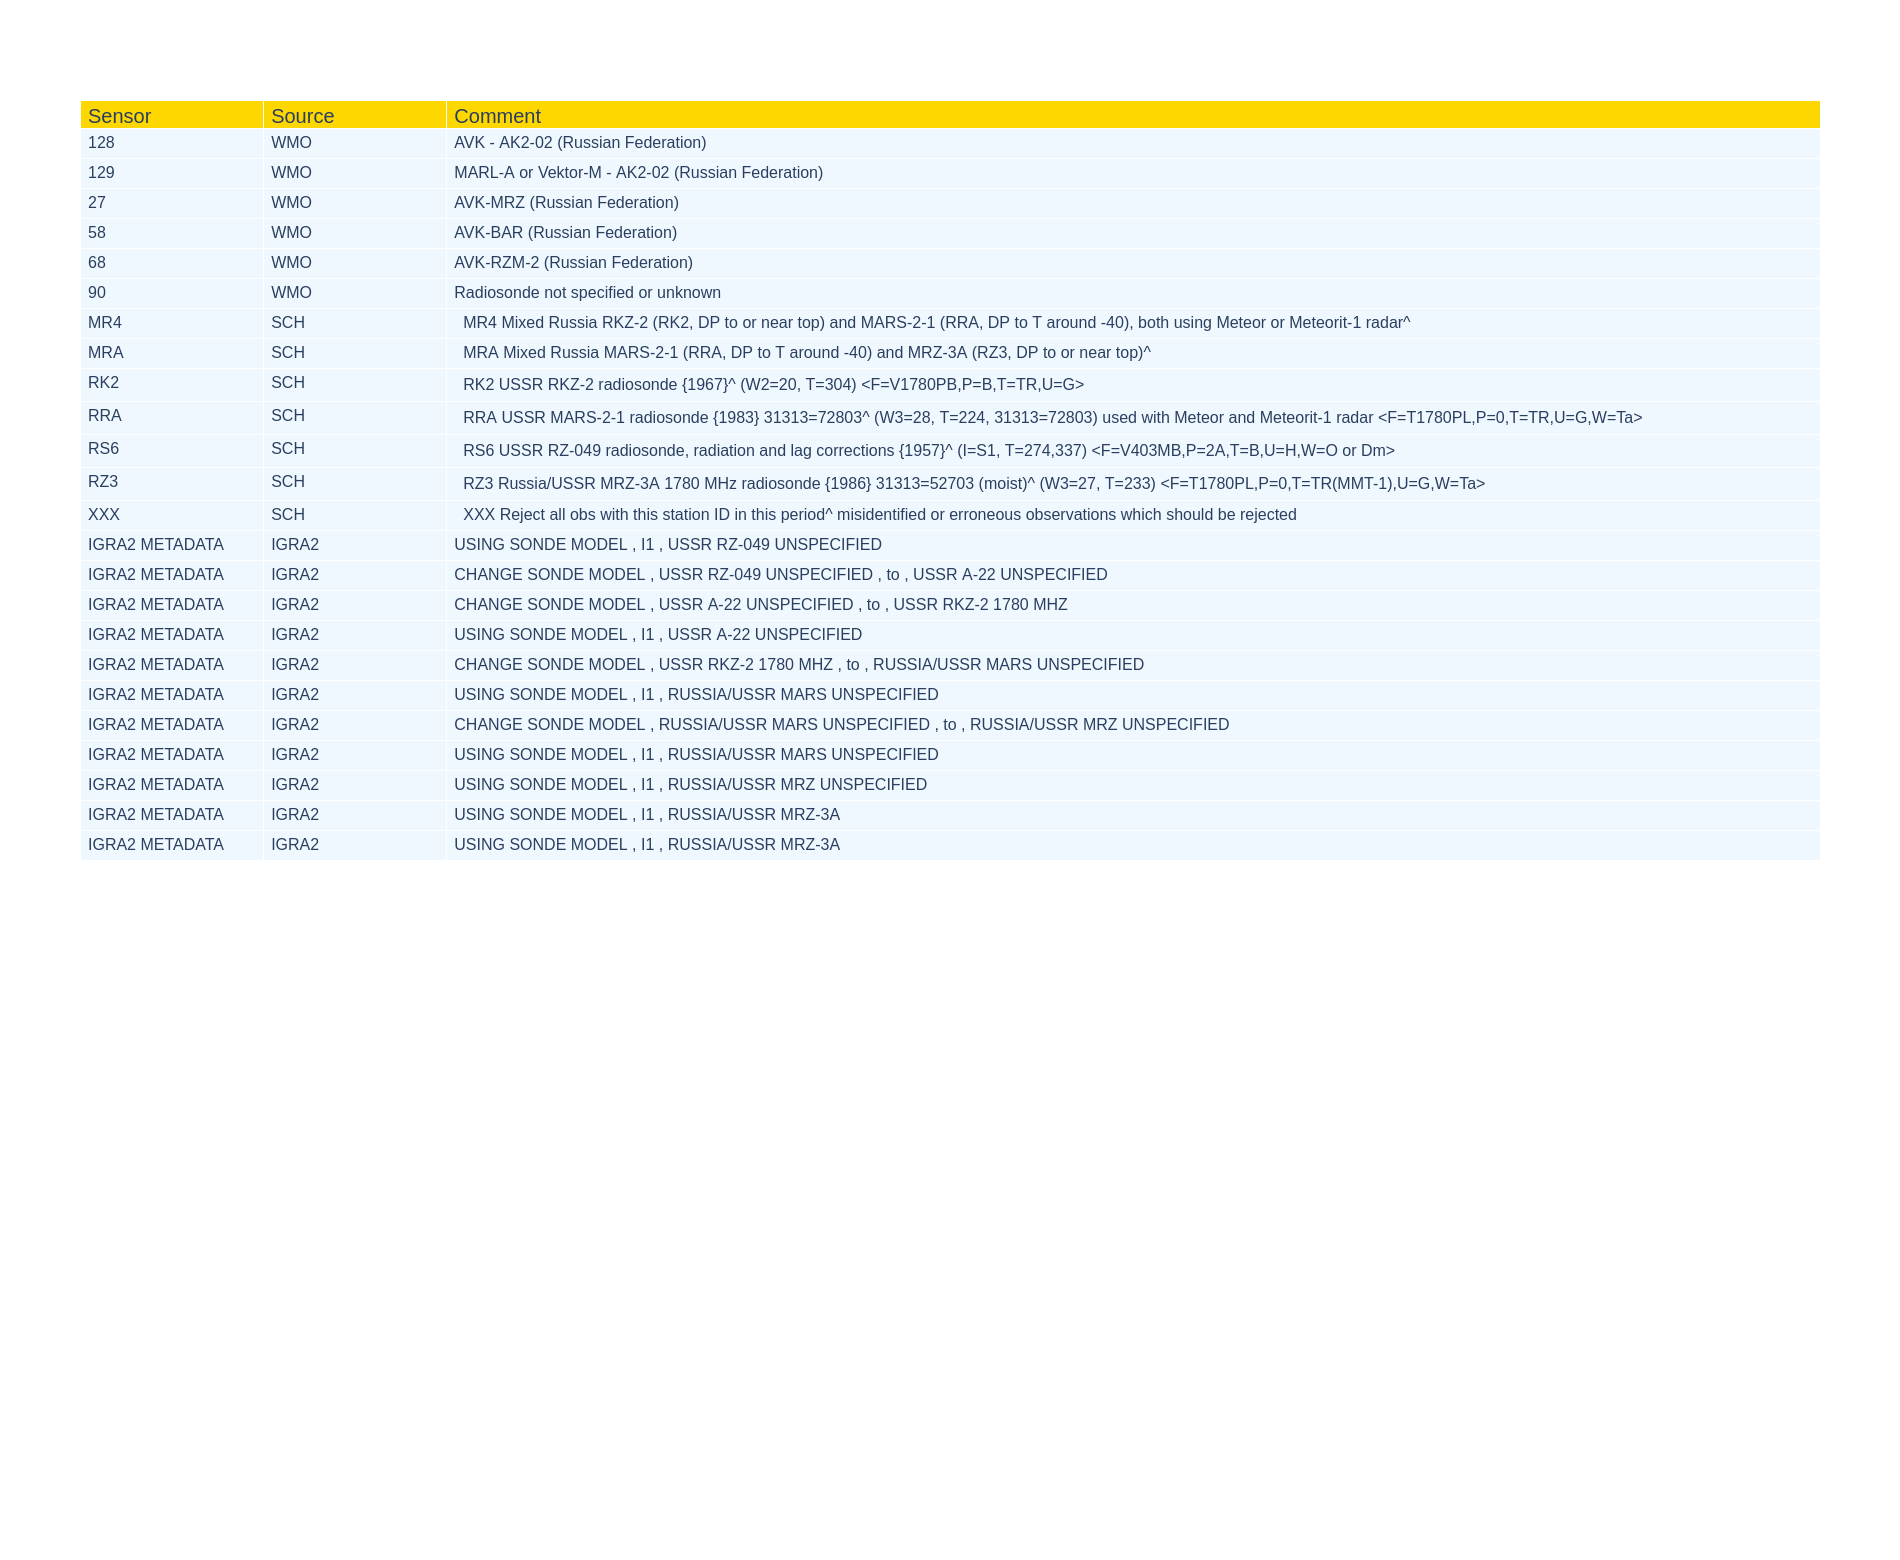 Sensor Source Comment
128 WMO AVK - AK2-02 (Russian Federation)
129 WMO MARL-A or Vektor-M - AK2-02 (Russian Federation)
27 WMO AVK-MRZ (Russian Federation)
58 WMO AVK-BAR (Russian Federation)
68 WMO AVK-RZM-2 (Russian Federation)
90 WMO Radiosonde not specified or unknown
MR4 SCH MR4 Mixed Russia RKZ-2 (RK2, DP to or near top) and MARS-2-1 (RRA, DP to T around -40), both using Meteor or Meteorit-1 radar^
MRA SCH MRA Mixed Russia MARS-2-1 (RRA, DP to T around -40) and MRZ-3A (RZ3, DP to or near top)^
RK2 SCH RK2 USSR RKZ-2 radiosonde {1967}^ (W2=20, T=304) <F=V1780PB,P=B,T=TR,U=G>
RRA SCH RRA USSR MARS-2-1 radiosonde {1983} 31313=72803^ (W3=28, T=224, 31313=72803) used with Meteor and Meteorit-1 radar <F=T1780PL,P=0,T=TR,U=G,W=Ta>
RS6 SCH RS6 USSR RZ-049 radiosonde, radiation and lag corrections {1957}^ (I=S1, T=274,337) <F=V403MB,P=2A,T=B,U=H,W=O or Dm>
RZ3 SCH RZ3 Russia/USSR MRZ-3A 1780 MHz radiosonde {1986} 31313=52703 (moist)^ (W3=27, T=233) <F=T1780PL,P=0,T=TR(MMT-1),U=G,W=Ta>
XXX SCH XXX Reject all obs with this station ID in this period^ misidentified or erroneous observations which should be rejected
IGRA2 METADATA IGRA2 USING SONDE MODEL , I1 , USSR RZ-049 UNSPECIFIED
IGRA2 METADATA IGRA2 CHANGE SONDE MODEL , USSR RZ-049 UNSPECIFIED , to , USSR A-22 UNSPECIFIED
IGRA2 METADATA IGRA2 CHANGE SONDE MODEL , USSR A-22 UNSPECIFIED , to , USSR RKZ-2 1780 MHZ
IGRA2 METADATA IGRA2 USING SONDE MODEL , I1 , USSR A-22 UNSPECIFIED
IGRA2 METADATA IGRA2 CHANGE SONDE MODEL , USSR RKZ-2 1780 MHZ , to , RUSSIA/USSR MARS UNSPECIFIED
IGRA2 METADATA IGRA2 USING SONDE MODEL , I1 , RUSSIA/USSR MARS UNSPECIFIED
IGRA2 METADATA IGRA2 CHANGE SONDE MODEL , RUSSIA/USSR MARS UNSPECIFIED , to , RUSSIA/USSR MRZ UNSPECIFIED
IGRA2 METADATA IGRA2 USING SONDE MODEL , I1 , RUSSIA/USSR MARS UNSPECIFIED
IGRA2 METADATA IGRA2 USING SONDE MODEL , I1 , RUSSIA/USSR MRZ UNSPECIFIED
IGRA2 METADATA IGRA2 USING SONDE MODEL , I1 , RUSSIA/USSR MRZ-3A
IGRA2 METADATA IGRA2 USING SONDE MODEL , I1 , RUSSIA/USSR MRZ-3A